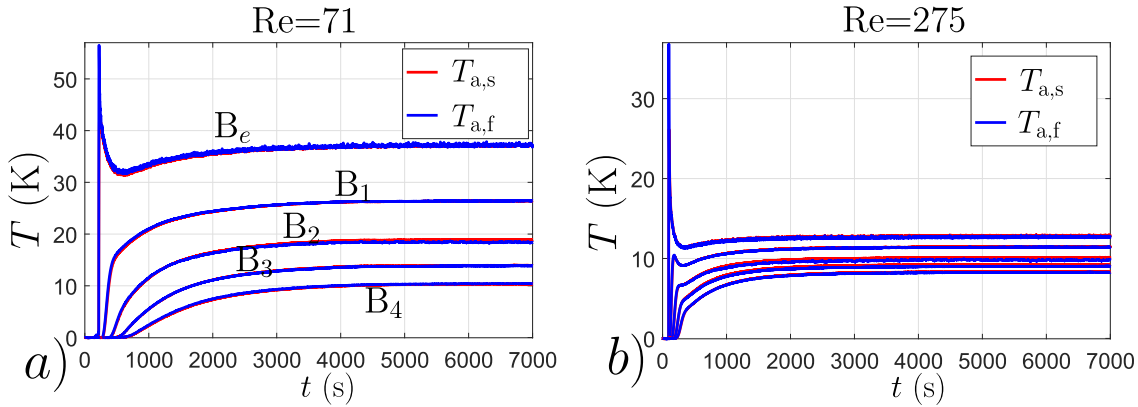 Re=71
50
40
30
20
10
0
T (K)
T_a,s
T_a,f
B_e
B_1
B_2
B_3
B_4
0 1000 2000 3000 4000 5000 6000 7000
t (s)
a)
Re=275
30
20
10
0
T (K)
T_a,s
T_a,f
0 1000 2000 3000 4000 5000 6000 7000
t (s)
b)